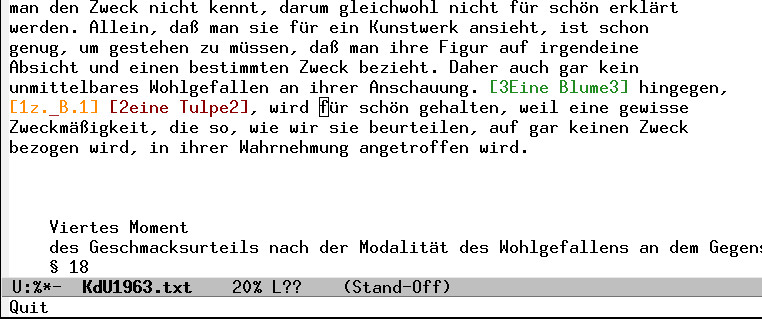 man den Zweck nicht kennt, darum gleichwohl nicht für schön erklärt
werden. Allein, daß man sie für ein Kunstwerk ansieht, ist schon
genug, um gestehen zu müssen, daß man ihre Figur auf irgendeine
Absicht und einen bestimmten Zweck bezieht. Daher auch gar kein
unmittelbares Wohlgefallen an ihrer Anschauung. [3Eine Blume3] hingegen,
[1z._B.1] [2eine Tulpe2], wird für schön gehalten, weil eine gewisse
Zweckmäßigkeit, die so, wie wir sie beurteilen, auf gar keinen Zweck
bezogen wird, in ihrer Wahrnehmung angetroffen wird.
Viertes Moment
des Geschmacksurteils nach der Modalität des Wohlgefallens an dem Gegens
§ 18
U:%*- KdU1963.txt 20% L?? (Stand-Off)
Quit